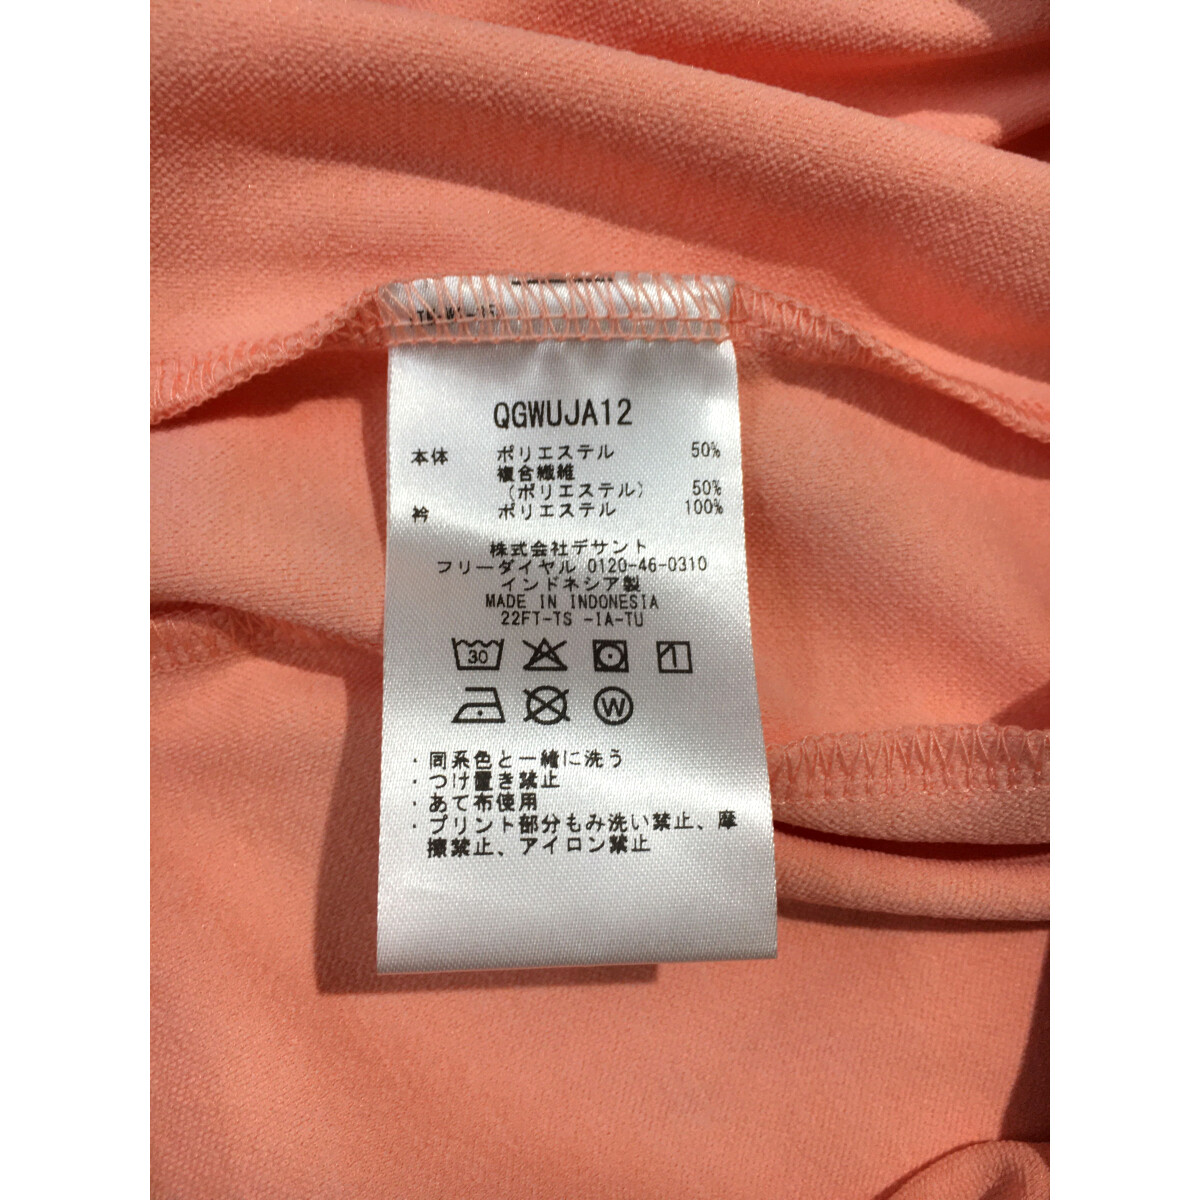 QGWUJA12
本体 ポリエステル 50%
複合繊維
(ポリエステル) 50%
衿 ポリエステル 100%
株式会社デサント
フリーダイヤル 0120-46-0310
インドネシア製
MADE IN INDONESIA
22FT-TS -IA-TU
30
W
・同系色と一緒に洗う
・つけ置き禁止
・あて布使用
・プリント部分もみ洗い禁止、摩
擦禁止、アイロン禁止